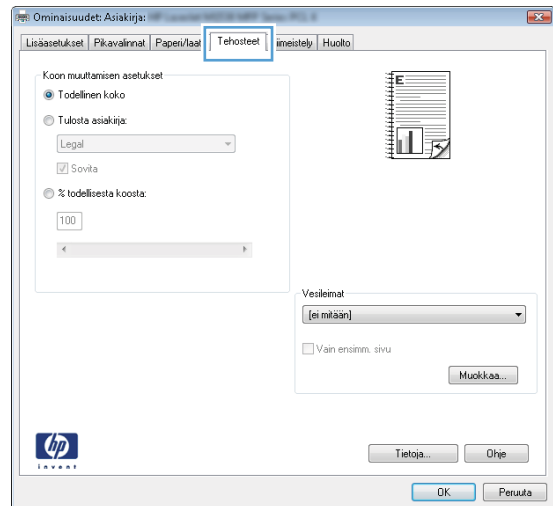 Ominaisuudet: Asiakirja:
Lisäasetukset Pikavalinnat Paperi/laat Tehosteet imeistely Huolto
Koon muuttamisen asetukset
Todellinen koko
Tulosta asiakirja:
Legal
Sovita
% todellisesta koosta:
100
E
Vesileimat
[ei mitään]
Vain ensimm. sivu
Muokkaa...
hp
invent
Tietoja... Ohje
OK Peruuta